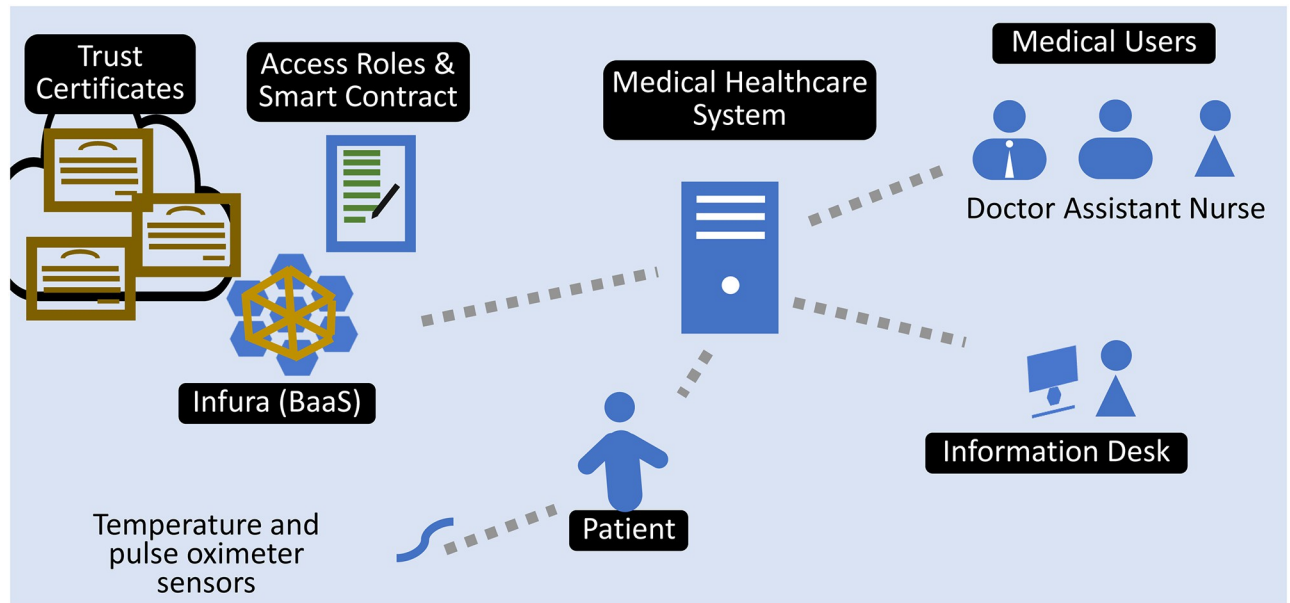 Trust
Certificates
Access Roles &
Smart Contract
Medical Healthcare
System
Medical Users
Doctor Assistant Nurse
Infura (BaaS)
Information Desk
Patient
Temperature and
pulse oximeter
sensors